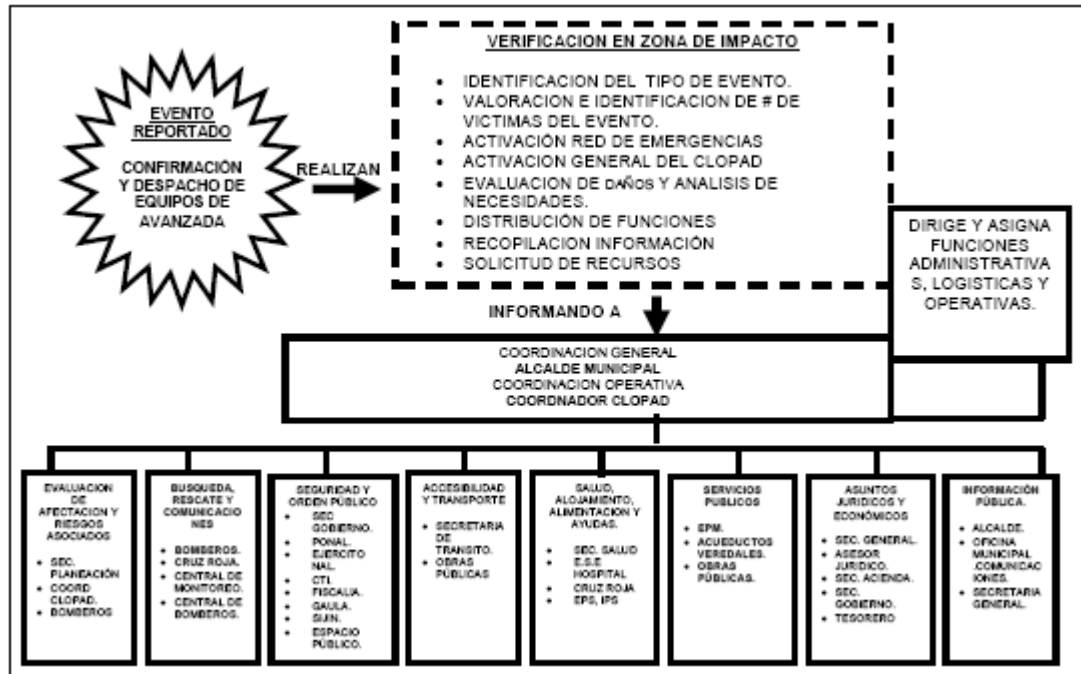 EVENTO
REPORTADO
CONFIRMACIÓN
Y DESPACHO DE
EQUIPOS DE
AVANZADA
REALIZAN
VERIFICACION EN ZONA DE IMPACTO
• IDENTIFICACION DEL TIPO DE EVENTO.
• VALORACION E IDENTIFICACION DE # DE
VICTIMAS DEL EVENTO.
• ACTIVACIÓN RED DE EMERGENCIAS
• ACTIVACION GENERAL DEL CLOPAD
• EVALUACION DE DAÑOS Y ANALISIS DE
NECESIDADES.
• DISTRIBUCIÓN DE FUNCIONES
• RECOPILACION INFORMACIÓN
• SOLICITUD DE RECURSOS
DIRIGE Y ASIGNA
FUNCIONES
ADMINISTRATIVA
S, LOGISTICAS Y
OPERATIVAS.
INFORMANDO A
COORDINACION GENERAL
ALCALDE MUNICIPAL
COORDINACION OPERATIVA
COORDNADOR CLOPAD
EVALUACION
DE
AFECTACION Y
RIESGOS
ASOCIADOS
• SEC.
PLANEACIÓN
• COORD
CLOPAD.
• BOMBEROS
BUSQUEDA,
RESCATE Y
COMUNICACIO
NES
• BOMBEROS.
• CRUZ ROJA.
• CENTRAL DE
MONITOREO.
• CENTRAL DE
BOMBEROS.
SEGURIDAD Y
ORDEN PÚBLICO
• SEC
GOBIERNO.
• PONAL.
• EJERCITO
NAL.
• CTI.
• FISCALIA.
• GAULA.
• SIJIN.
• ESPACIO
PÚBLICO.
ACCESIBILIDAD
Y TRANSPORTE
• SECRETARIA
DE
TRANSITO.
• OBRAS
PÚBLICAS
SALUD,
ALOJAMIENTO,
ALIMENTACION Y
AYUDAS.
• SEC. SALUD
• E.S.E
HOSPITAL
• CRUZ ROJA
• EPS, IPS
SERVICIOS
PUBLICOS
• EPM.
• ACUEDUCTOS
VEREDALES.
• OBRAS
PÚBLICAS.
ASUNTOS
JURIDICOS Y
ECONÓMICOS
• SEC. GENERAL.
• ASESOR
JURIDICO.
• SEC. ACIENDA.
• SEC.
GOBIERNO.
• TESORERO
INFORMACIÓN
PÚBLICA.
• ALCALDE.
• OFICINA
MUNICIPAL
.COMUNICAC
IONES.
• SECRETARIA
GENERAL.